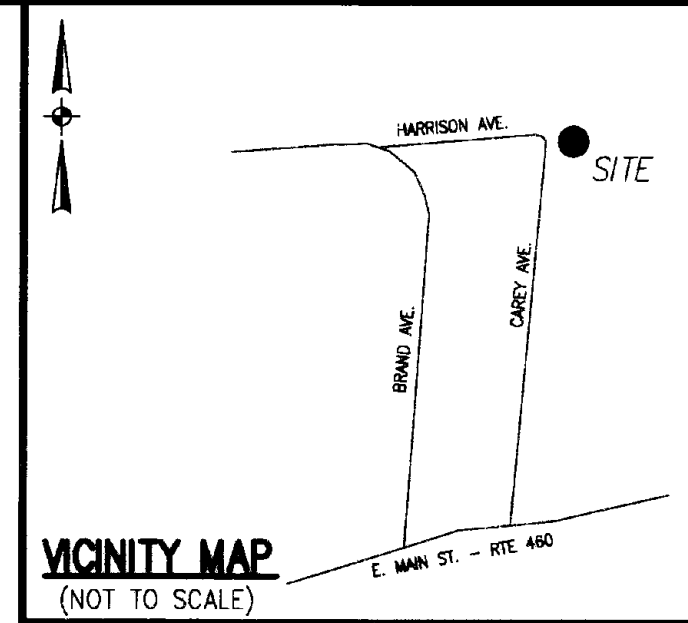 HARRISON AVE.
SITE
CAREY AVE.
BRAND AVE.
E. MAIN ST. - RTE 460
VICINITY MAP
(NOT TO SCALE)